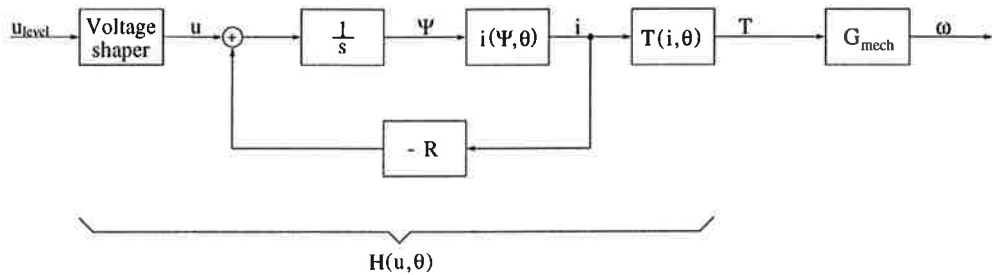 u_level
Voltage
shaper
u
+
1
s
Ψ
i(Ψ,θ)
i
T(i,θ)
T
G_mech
ω
- R
H(u,θ)